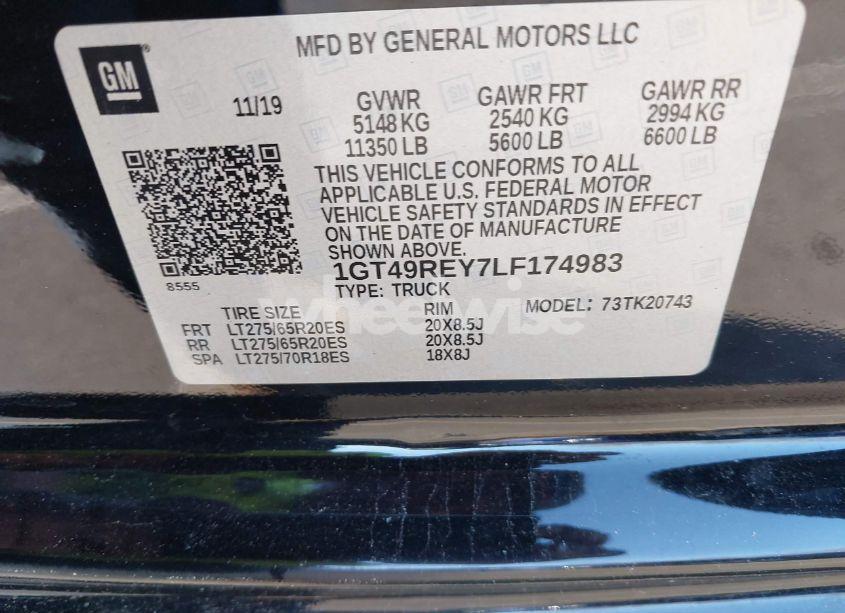 MFD BY GENERAL MOTORS LLC
GM
11/19
GVWR GAWR FRT GAWR RR
5148 KG 2540 KG 2994 KG
11350 LB 5600 LB 6600 LB
THIS VEHICLE CONFORMS TO ALL
APPLICABLE U.S. FEDERAL MOTOR
VEHICLE SAFETY STANDARDS IN EFFECT
ON THE DATE OF MANUFACTURE
SHOWN ABOVE.
8555
1GT49REY7LF174983
TYPE: TRUCK
MODEL: 73TK20743
TIRE SIZE RIM
FRT LT275/65R20ES 20X8.5J
RR LT275/65R20ES 20X8.5J
SPA LT275/70R18ES 18X8J
wheelwise